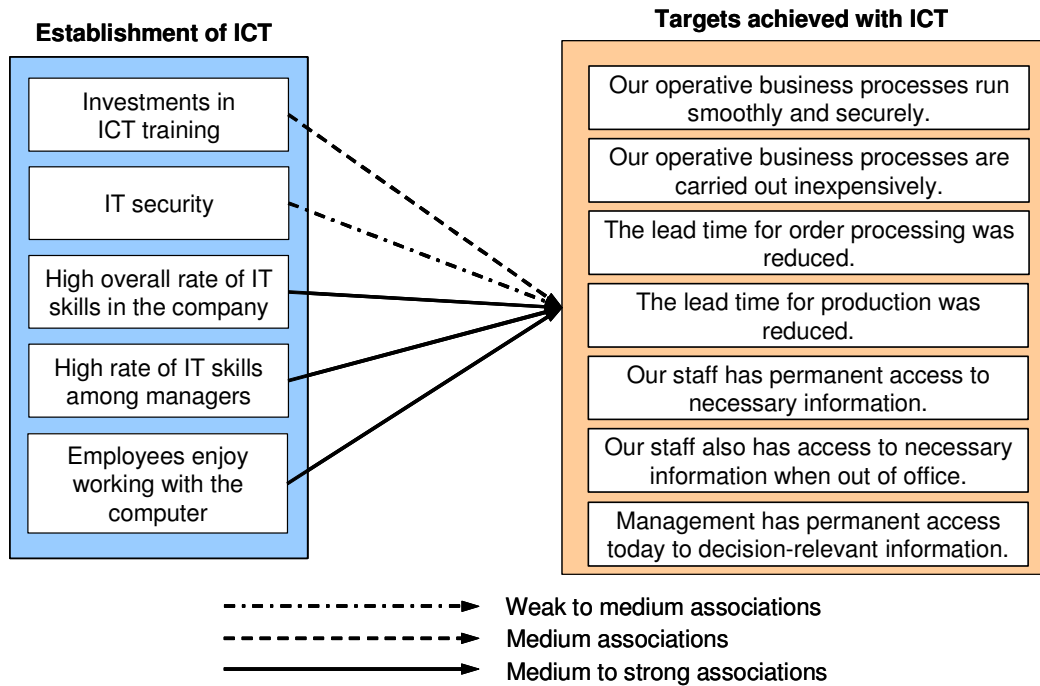 Establishment of ICT
Investments in
ICT training
IT security
High overall rate of IT
skills in the company
High rate of IT skills
among managers
Employees enjoy
working with the
computer
Targets achieved with ICT
Our operative business processes run
smoothly and securely.
Our operative business processes are
carried out inexpensively.
The lead time for order processing was
reduced.
The lead time for production was
reduced.
Our staff has permanent access to
necessary information.
Our staff also has access to necessary
information when out of office.
Management has permanent access
today to decision-relevant information.
Weak to medium associations
Medium associations
Medium to strong associations